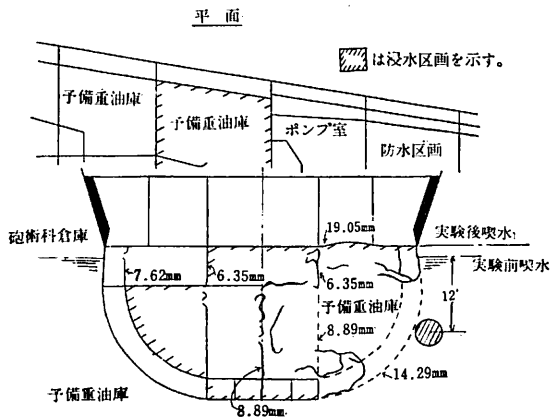 平面
は浸水区画を示す。
予備重油庫
予備重油庫
ポンプ室
防水区画
砲術科倉庫
19.05mm
実験後喫水
実験前喫水
7.62mm
6.35mm
6.35mm
12'
予備重油庫
8.89mm
14.29mm
予備重油庫
8.89mm